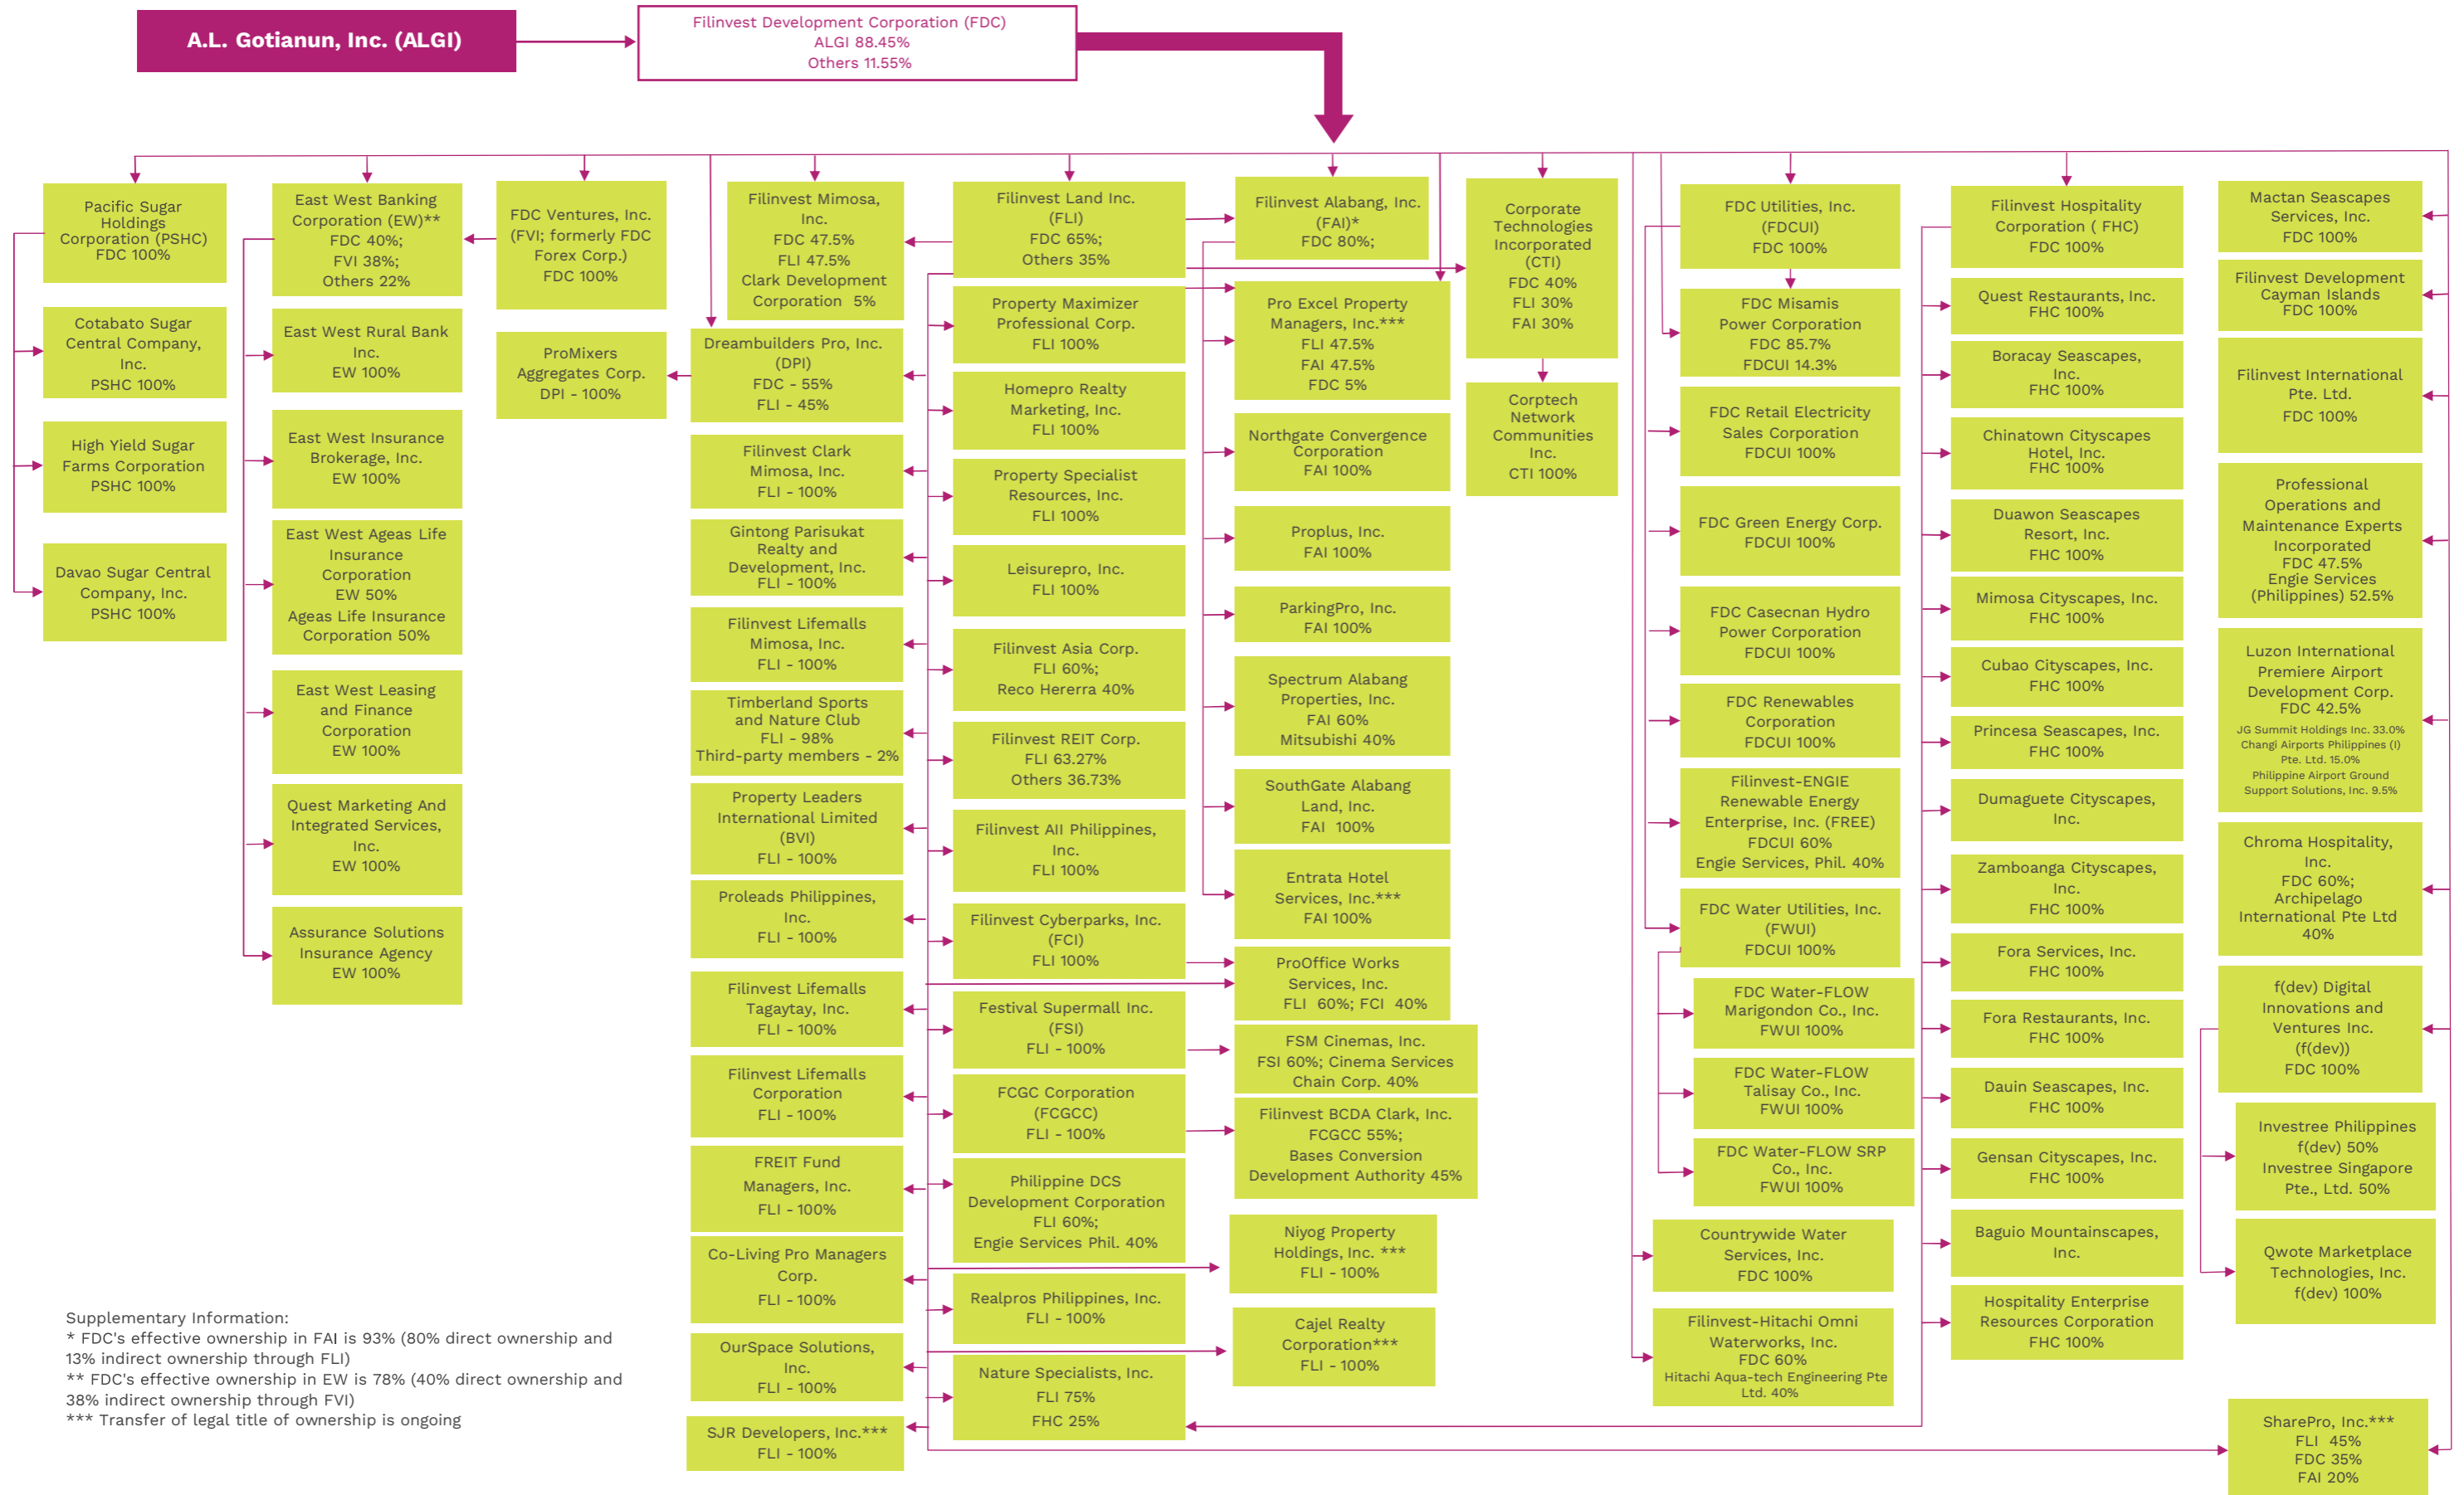 A.L. Gotianun, Inc. (ALGI)
Filinvest Development Corporation (FDC)
ALGI 88.45%
Others 11.55%
Pacific Sugar
Holdings
Corporation (PSHC)
FDC 100%
Cotabato Sugar
Central Company,
Inc.
PSHC 100%
High Yield Sugar
Farms Corporation
PSHC 100%
Davao Sugar Central
Company, Inc.
PSHC 100%
East West Banking
Corporation (EW)**
FDC 40%;
FVI 38%;
Others 22%
East West Rural Bank
Inc.
EW 100%
East West Insurance
Brokerage, Inc.
EW 100%
East West Ageas Life
Insurance
Corporation
EW 50%
Ageas Life Insurance
Corporation 50%
East West Leasing
and Finance
Corporation
EW 100%
Quest Marketing And
Integrated Services,
Inc.
EW 100%
Assurance Solutions
Insurance Agency
EW 100%
FDC Ventures, Inc.
(FVI; formerly FDC
Forex Corp.)
FDC 100%
ProMixers
Aggregates Corp.
DPI - 100%
Filinvest Mimosa,
Inc.
FDC 47.5%
FLI 47.5%
Clark Development
Corporation 5%
Dreambuilders Pro, Inc.
(DPI)
FDC - 55%
FLI - 45%
Filinvest Clark
Mimosa, Inc.
FLI - 100%
Gintong Parisukat
Realty and
Development, Inc.
FLI - 100%
Filinvest Lifemalls
Mimosa, Inc.
FLI - 100%
Timberland Sports
and Nature Club
FLI - 98%
Third-party members - 2%
Property Leaders
International Limited
(BVI)
FLI - 100%
Proleads Philippines,
Inc.
FLI - 100%
Filinvest Lifemalls
Tagaytay, Inc.
FLI - 100%
Filinvest Lifemalls
Corporation
FLI - 100%
FREIT Fund
Managers, Inc.
FLI - 100%
Co-Living Pro Managers
Corp.
FLI - 100%
OurSpace Solutions,
Inc.
FLI - 100%
SJR Developers, Inc.***
FLI - 100%
Filinvest Land Inc.
(FLI)
FDC 65%;
Others 35%
Property Maximizer
Professional Corp.
FLI 100%
Homepro Realty
Marketing, Inc.
FLI 100%
Property Specialist
Resources, Inc.
FLI 100%
Leisurepro, Inc.
FLI 100%
Filinvest Asia Corp.
FLI 60%;
Reco Hererra 40%
Filinvest REIT Corp.
FLI 63.27%
Others 36.73%
Filinvest AII Philippines,
Inc.
FLI 100%
Filinvest Cyberparks, Inc.
(FCI)
FLI 100%
Festival Supermall Inc.
(FSI)
FLI - 100%
FCGC Corporation
(FCGCC)
FLI - 100%
Philippine DCS
Development Corporation
FLI 60%;
Engie Services Phil. 40%
Realpros Philippines, Inc.
FLI - 100%
Nature Specialists, Inc.
FLI 75%
FHC 25%
Filinvest Alabang, Inc.
(FAI)*
FDC 80%;
Pro Excel Property
Managers, Inc.***
FLI 47.5%
FAI 47.5%
FDC 5%
Northgate Convergence
Corporation
FAI 100%
Proplus, Inc.
FAI 100%
ParkingPro, Inc.
FAI 100%
Spectrum Alabang
Properties, Inc.
FAI 60%
Mitsubishi 40%
SouthGate Alabang
Land, Inc.
FAI 100%
Entrata Hotel
Services, Inc.***
FAI 100%
ProOffice Works
Services, Inc.
FLI 60%; FCI 40%
FSM Cinemas, Inc.
FSI 60%; Cinema Services
Chain Corp. 40%
Filinvest BCDA Clark, Inc.
FCGCC 55%;
Bases Conversion
Development Authority 45%
Niyog Property
Holdings, Inc. ***
FLI - 100%
Cajel Realty
Corporation***
FLI - 100%
Corporate
Technologies
Incorporated
(CTI)
FDC 40%
FLI 30%
FAI 30%
Corptech
Network
Communities
Inc.
CTI 100%
FDC Utilities, Inc.
(FDCUI)
FDC 100%
FDC Misamis
Power Corporation
FDC 85.7%
FDCUI 14.3%
FDC Retail Electricity
Sales Corporation
FDCUI 100%
FDC Green Energy Corp.
FDCUI 100%
FDC Casecnan Hydro
Power Corporation
FDCUI 100%
FDC Renewables
Corporation
FDCUI 100%
Filinvest-ENGIE
Renewable Energy
Enterprise, Inc. (FREE)
FDCUI 60%
Engie Services, Phil. 40%
FDC Water Utilities, Inc.
(FWUI)
FDCUI 100%
FDC Water-FLOW
Marigondon Co., Inc.
FWUI 100%
FDC Water-FLOW
Talisay Co., Inc.
FWUI 100%
FDC Water-FLOW SRP
Co., Inc.
FWUI 100%
Countrywide Water
Services, Inc.
FDC 100%
Filinvest-Hitachi Omni
Waterworks, Inc.
FDC 60%
Hitachi Aqua-tech Engineering Pte
Ltd. 40%
Filinvest Hospitality
Corporation ( FHC)
FDC 100%
Quest Restaurants, Inc.
FHC 100%
Boracay Seascapes,
Inc.
FHC 100%
Chinatown Cityscapes
Hotel, Inc.
FHC 100%
Duawon Seascapes
Resort, Inc.
FHC 100%
Mimosa Cityscapes, Inc.
FHC 100%
Cubao Cityscapes, Inc.
FHC 100%
Princesa Seascapes, Inc.
FHC 100%
Dumaguete Cityscapes,
Inc.
Zamboanga Cityscapes,
Inc.
FHC 100%
Fora Services, Inc.
FHC 100%
Fora Restaurants, Inc.
FHC 100%
Dauin Seascapes, Inc.
FHC 100%
Gensan Cityscapes, Inc.
FHC 100%
Baguio Mountainscapes,
Inc.
Hospitality Enterprise
Resources Corporation
FHC 100%
Mactan Seascapes
Services, Inc.
FDC 100%
Filinvest Development
Cayman Islands
FDC 100%
Filinvest International
Pte. Ltd.
FDC 100%
Professional
Operations and
Maintenance Experts
Incorporated
FDC 47.5%
Engie Services
(Philippines) 52.5%
Luzon International
Premiere Airport
Development Corp.
FDC 42.5%
JG Summit Holdings Inc. 33.0%
Changi Airports Philippines (I)
Pte. Ltd. 15.0%
Philippine Airport Ground
Support Solutions, Inc. 9.5%
Chroma Hospitality,
Inc.
FDC 60%;
Archipelago
International Pte Ltd
40%
f(dev) Digital
Innovations and
Ventures Inc.
(f(dev))
FDC 100%
Investree Philippines
f(dev) 50%
Investree Singapore
Pte., Ltd. 50%
Qwote Marketplace
Technologies, Inc.
f(dev) 100%
SharePro, Inc.***
FLI 45%
FDC 35%
FAI 20%
Supplementary Information:
* FDC's effective ownership in FAI is 93% (80% direct ownership and
13% indirect ownership through FLI)
** FDC's effective ownership in EW is 78% (40% direct ownership and
38% indirect ownership through FVI)
*** Transfer of legal title of ownership is ongoing